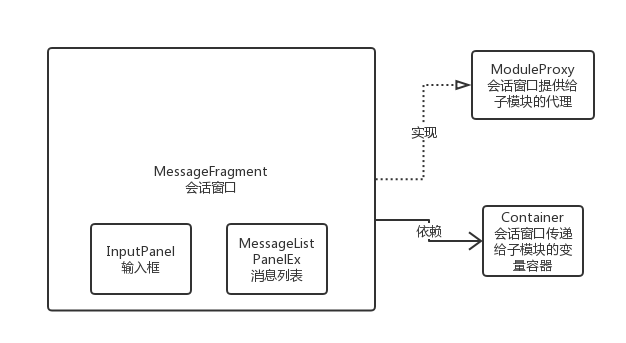 MessageFragment
会话窗口
InputPanel
输入框
MessageList
PanelEx
消息列表
实现
依赖
ModuleProxy
会话窗口提供给
子模块的代理
Container
会话窗口传递
给子模块的变
量容器